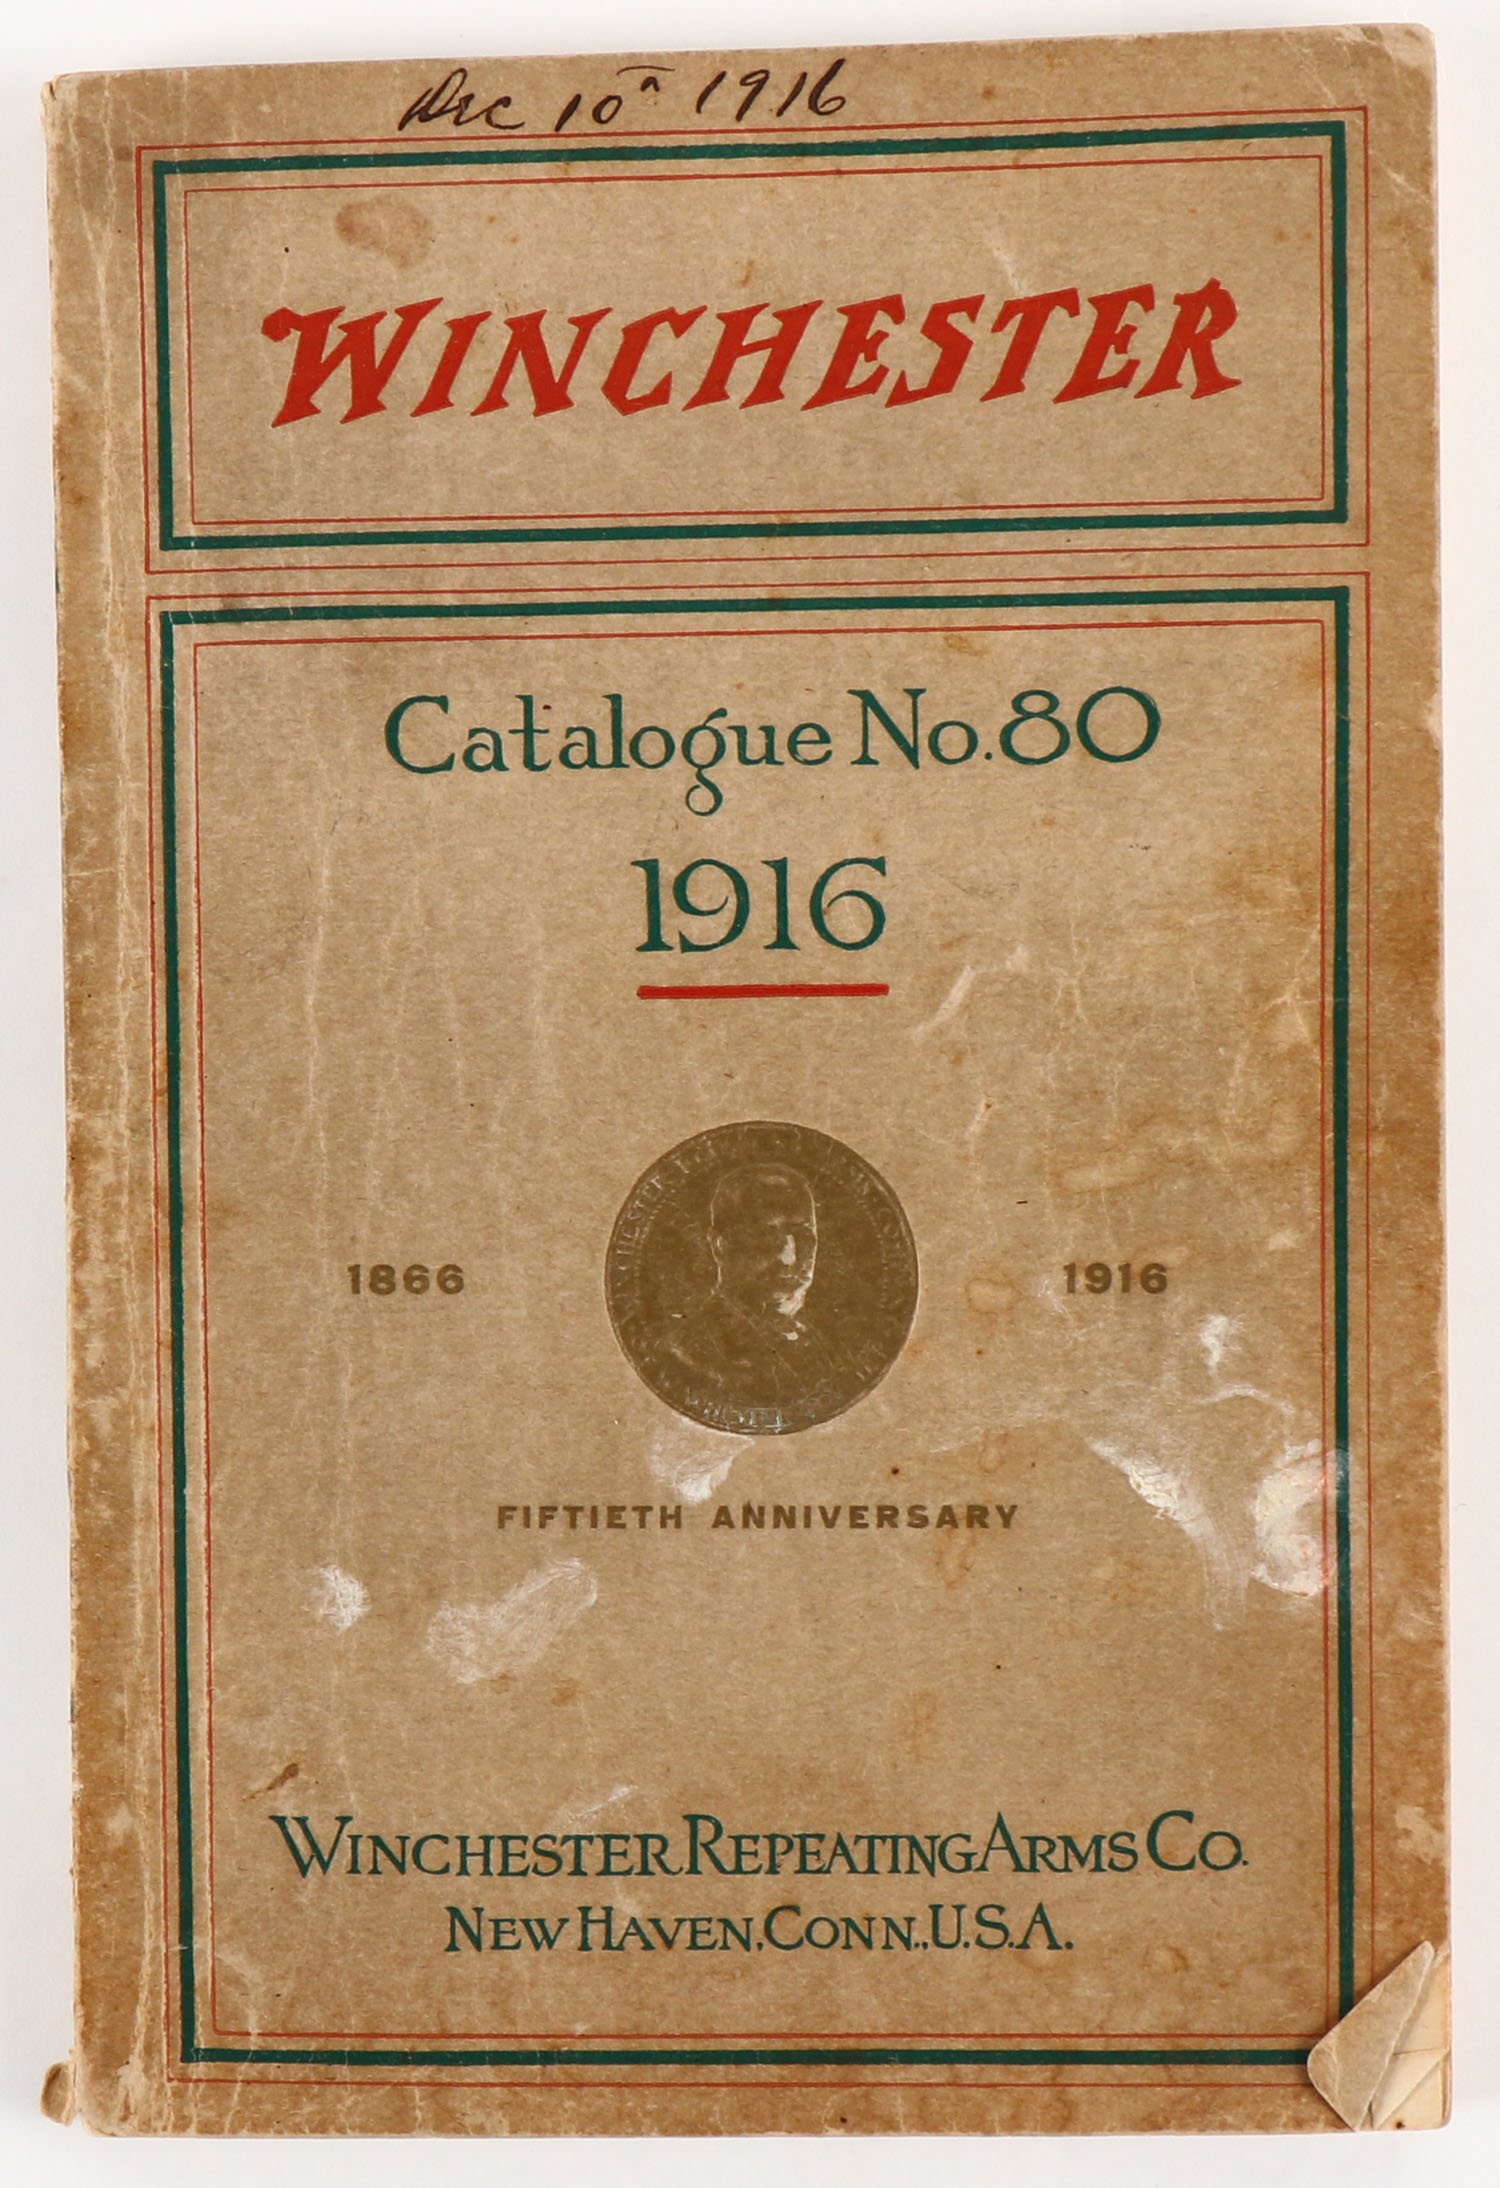 Dec 10th 1916
WINCHESTER
Catalogue No. 80
1916
1866
1916
FIFTIETH ANNIVERSARY
WINCHESTER REPEATING ARMS CO.
NEW HAVEN, CONN., U.S.A.